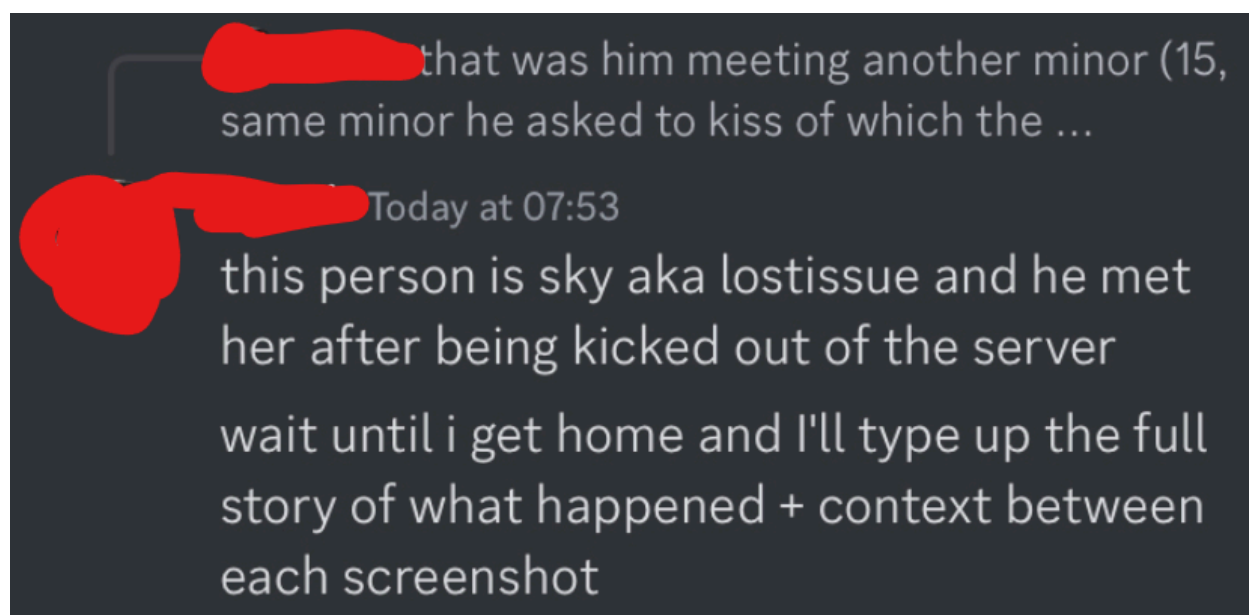 that was him meeting another minor (15,
same minor he asked to kiss of which the ...
Today at 07:53
this person is sky aka lostissue and he met
her after being kicked out of the server
wait until i get home and I'll type up the full
story of what happened + context between
each screenshot